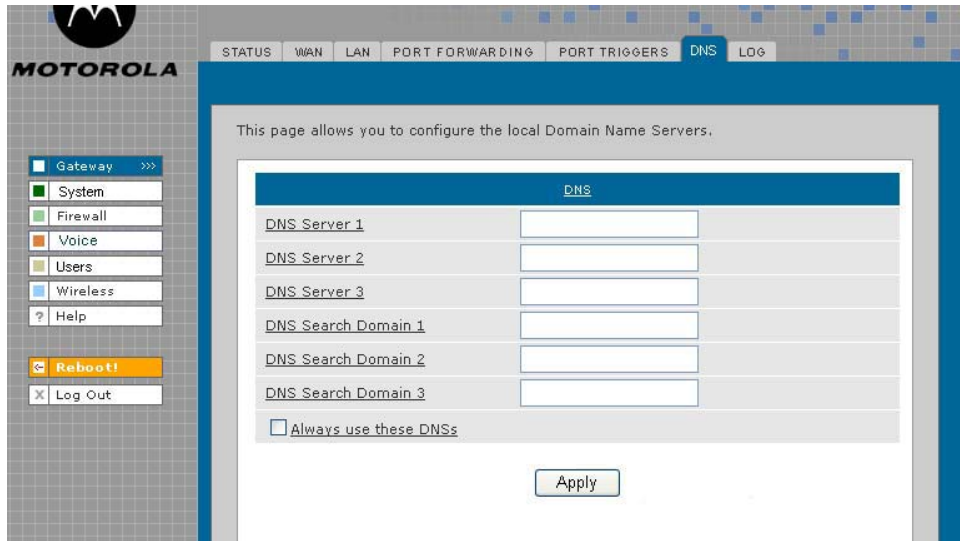 MOTOROLA
STATUS WAN LAN PORT FORWARDING PORT TRIGGERS DNS LOG
This page allows you to configure the local Domain Name Servers.
Gateway >>>
System
Firewall
Voice
Users
Wireless
? Help
Reboot!
X Log Out
DNS
DNS Server 1
DNS Server 2
DNS Server 3
DNS Search Domain 1
DNS Search Domain 2
DNS Search Domain 3
Always use these DNSs
Apply